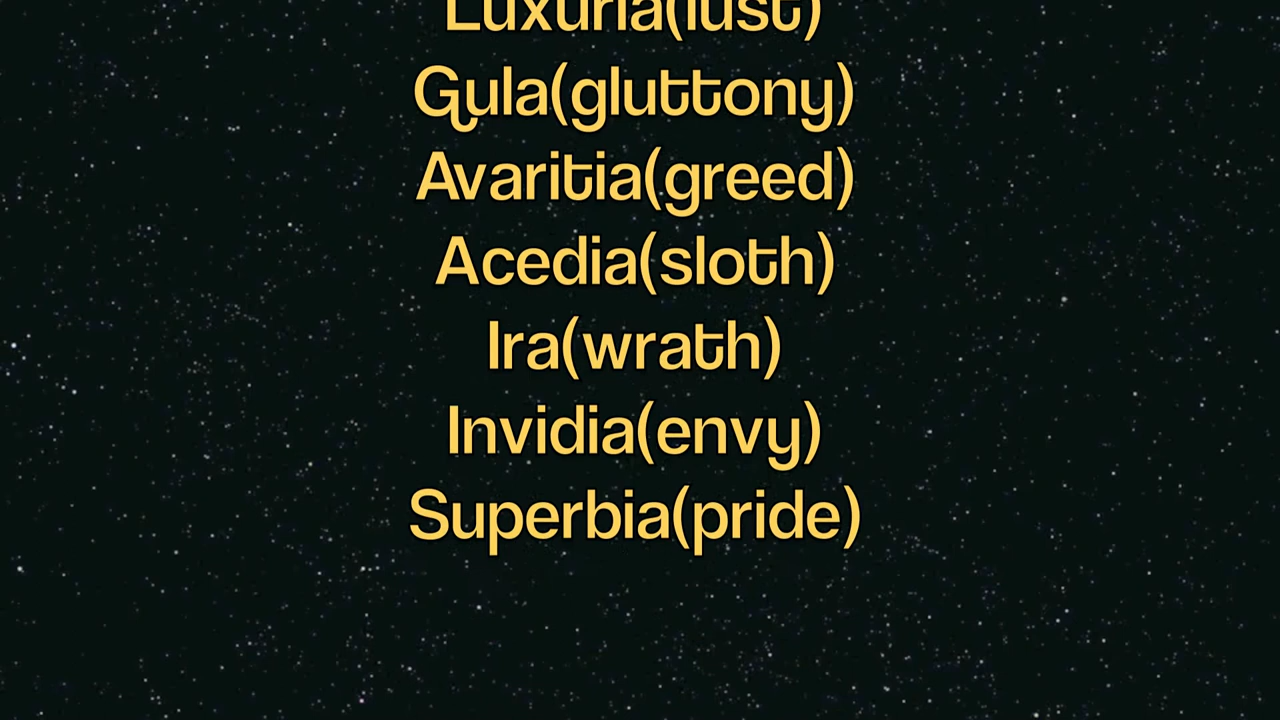 Luxuria(lust)
Gula(gluttony)
Avaritia(greed)
Acedia(sloth)
Ira(wrath)
Invidia(envy)
Superbia(pride)